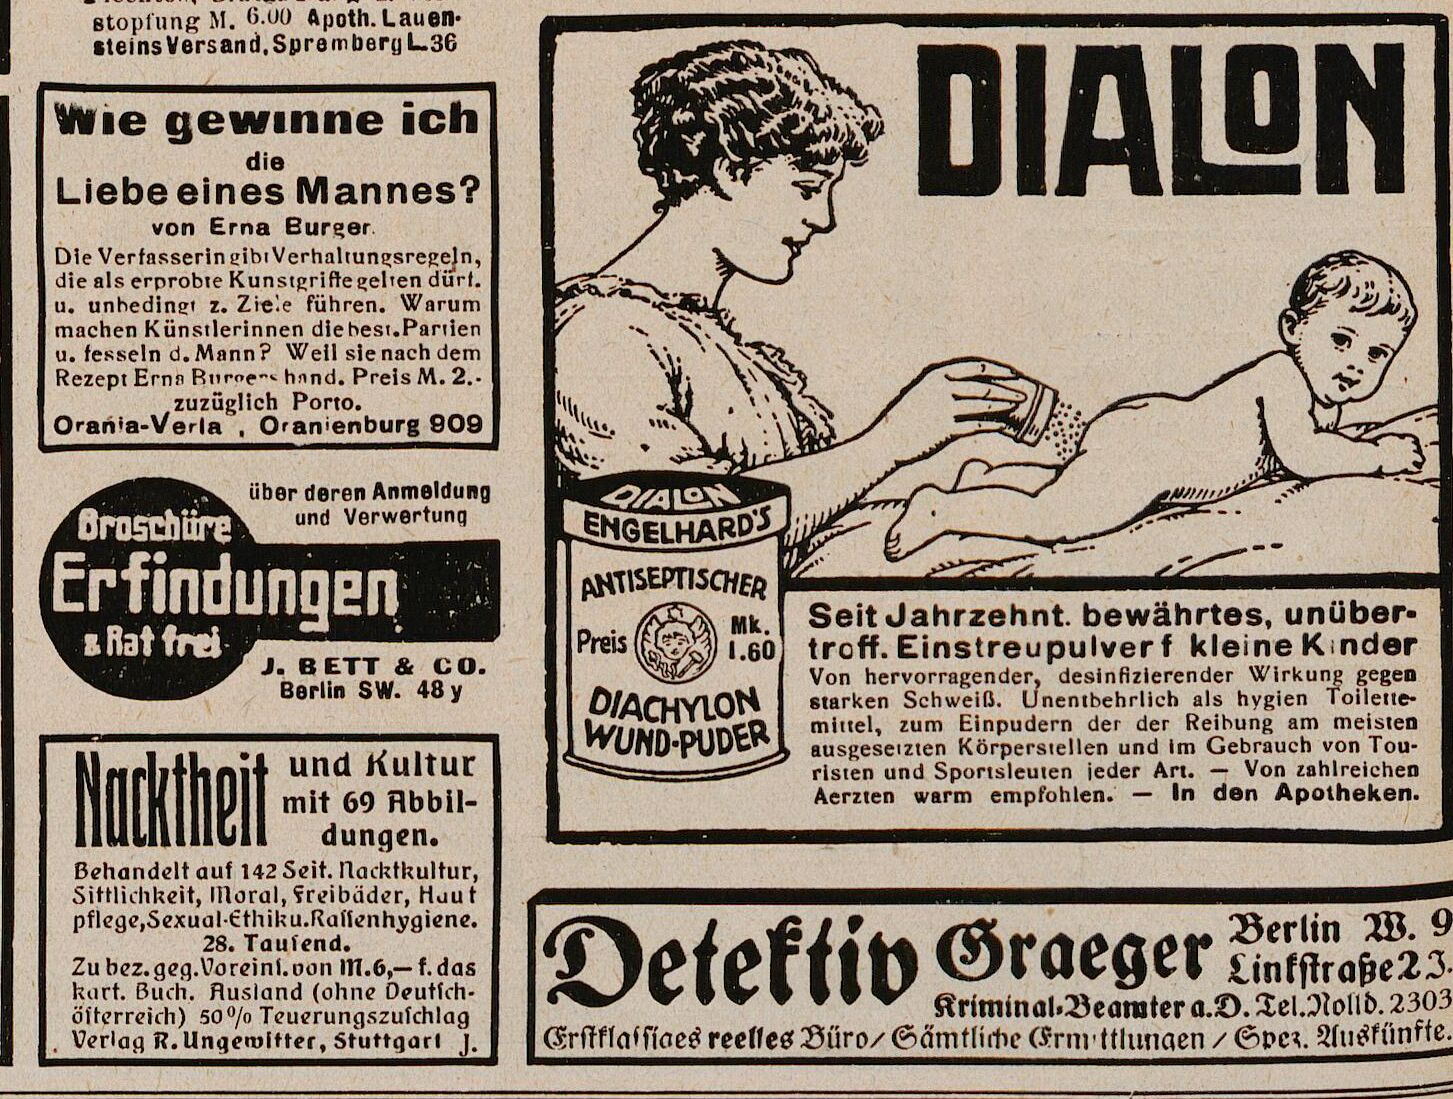 stopfung M. 6.00 Apoth. Lauen-
steins Versand, Spremberg L. 36
Wie gewinne ich
die
Liebe eines Mannes?
von Erna Burger.
Die Verfasserin gibt Verhaltungsregeln,
die als erprobte Kunstgriffe gelten dürf.
u. unbedingt z. Ziele führen. Warum
machen Künstlerinnen die best. Partien
u. fesseln d. Mann? Weil sie nach dem
Rezept Erna Burgers hand. Preis M. 2.-
zuzüglich Porto.
Orania-Verla , Oranienburg 909
über deren Anmeldung
und Verwertung
Broschüre
Erfindungen
& Rat frei
J. BETT & CO.
Berlin SW. 48 y
Nacktheit und Kultur
mit 69 Abbil-
dungen.
Behandelt auf 142 Seit. Nacktkultur,
Sittlichkeit, Moral, Freibäder, Haut
pflege, Sexual-Ethik u. Rassenhygiene.
28. Tausend.
Zu bez. geg. Voreins. von M. 6,— f. das
kart. Buch. Ausland (ohne Deutsch-
österreich) 50% Teuerungszuschlag
Verlag R. Ungewitter, Stuttgart J.
DIALON
DIALON
ENGELHARD'S
ANTISEPTISCHER
Preis Mk. 1.60
DIACHYLON
WUND-PUDER
Seit Jahrzehnt. bewährtes, unüber-
troff. Einstreupulver f kleine Kinder
Von hervorragender, desinfizierender Wirkung gegen
starken Schweiß. Unentbehrlich als hygien Toilette-
mittel, zum Einpudern der der Reibung am meisten
ausgesetzten Körperstellen und im Gebrauch von Tou-
risten und Sportsleuten jeder Art. — Von zahlreichen
Aerzten warm empfohlen. — In den Apotheken.
Detektiv Graeger Berlin W. 9
Linkstraße 2 J.
Kriminal-Beamter a. D. Tel. Nolld. 2303
Erstklassiges reelles Büro / Sämtliche Ermittlungen / Spez. Auskünfte.